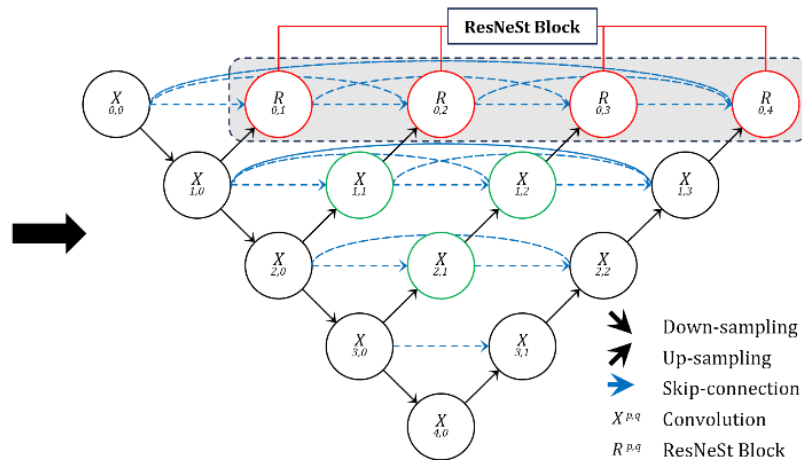 ResNeSt Block
X
0,0
R
0,1
R
0,2
R
0,3
R
0,4
X
1,0
X
1,1
X
1,2
X
1,3
X
2,0
X
2,1
X
2,2
X
3,0
X
3,1
X
4,0
Down-sampling
Up-sampling
Skip-connection
X^{p,q} Convolution
R^{p,q} ResNeSt Block